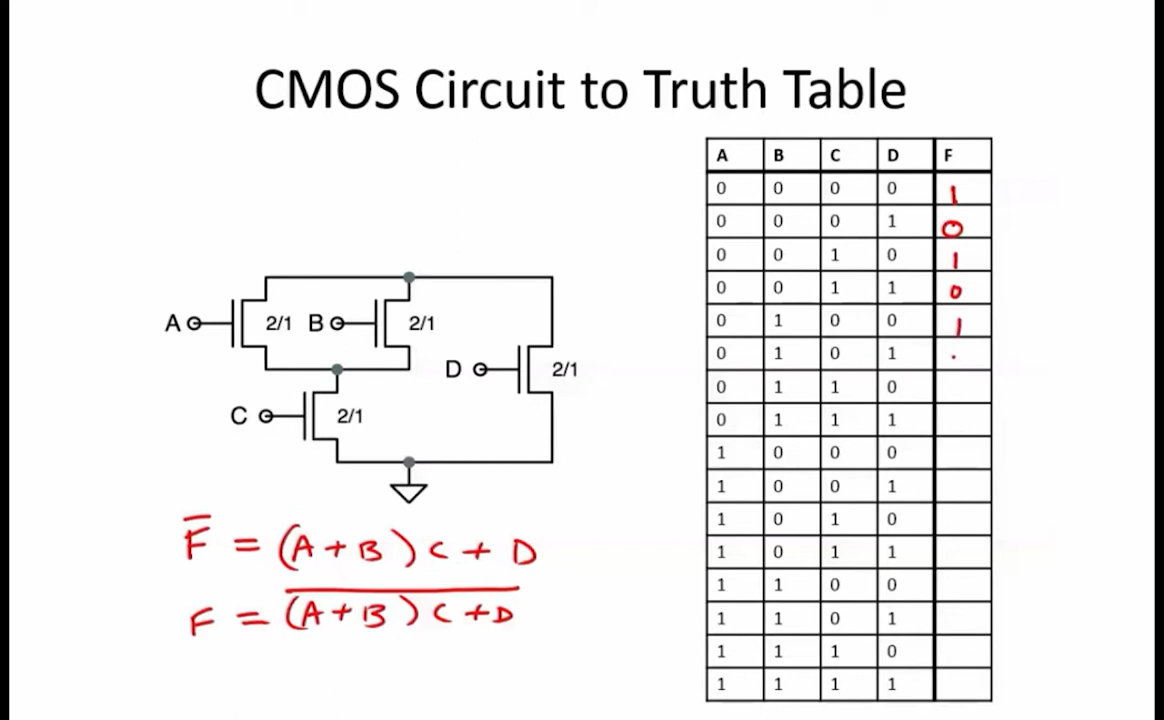 CMOS Circuit to Truth Table
A 2/1 B 2/1
D 2/1
C 2/1
F̅ = (A+B)C+D
F = \overline{(A+B)C+D}
A B C D F
0 0 0 0 1
0 0 0 1 0
0 0 1 0 1
0 0 1 1 0
0 1 0 0 1
0 1 0 1 .
0 1 1 0
0 1 1 1
1 0 0 0
1 0 0 1
1 0 1 0
1 0 1 1
1 1 0 0
1 1 0 1
1 1 1 0
1 1 1 1